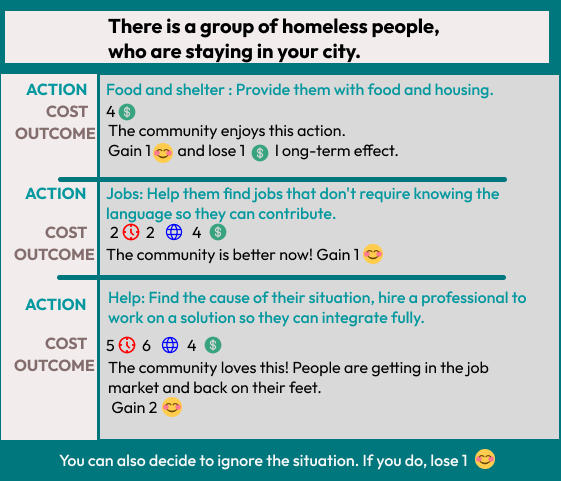 There is a group of homeless people,
who are staying in your city.
ACTION
Food and shelter : Provide them with food and housing.
COST
4 $
OUTCOME
The community enjoys this action.
Gain 1 😊 and lose 1 $ l ong-term effect.
ACTION
Jobs: Help them find jobs that don't require knowing the
language so they can contribute.
COST
2 🕒 2 🌐 4 $
OUTCOME
The community is better now! Gain 1 😊
ACTION
Help: Find the cause of their situation, hire a professional to
work on a solution so they can integrate fully.
COST
5 🕒 6 🌐 4 $
OUTCOME
The community loves this! People are getting in the job
market and back on their feet.
Gain 2 😊
You can also decide to ignore the situation. If you do, lose 1 😊